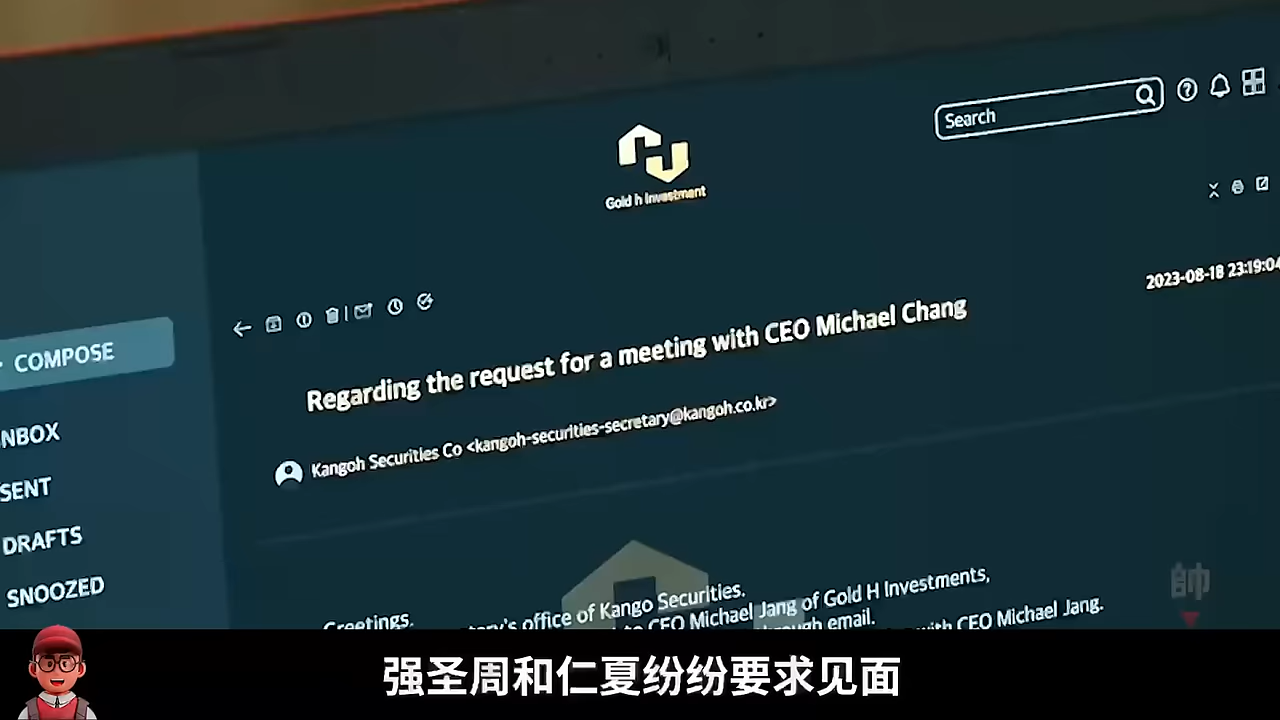 Search
Gold h Investment
2023-08-18 23:19:04
Regarding the request for a meeting with CEO Michael Chang
COMPOSE
Kangoh Securities Co <kangoh-securities-secretary@kangoh.co.kr>
NBOX
SENT
DRAFTS
SNOOZED
Greetings.
office of Kango Securities.
to CEO Michael Jang of Gold H Investments,
email.
with CEO Michael Jang.
帥
强圣周和仁夏纷纷要求见面